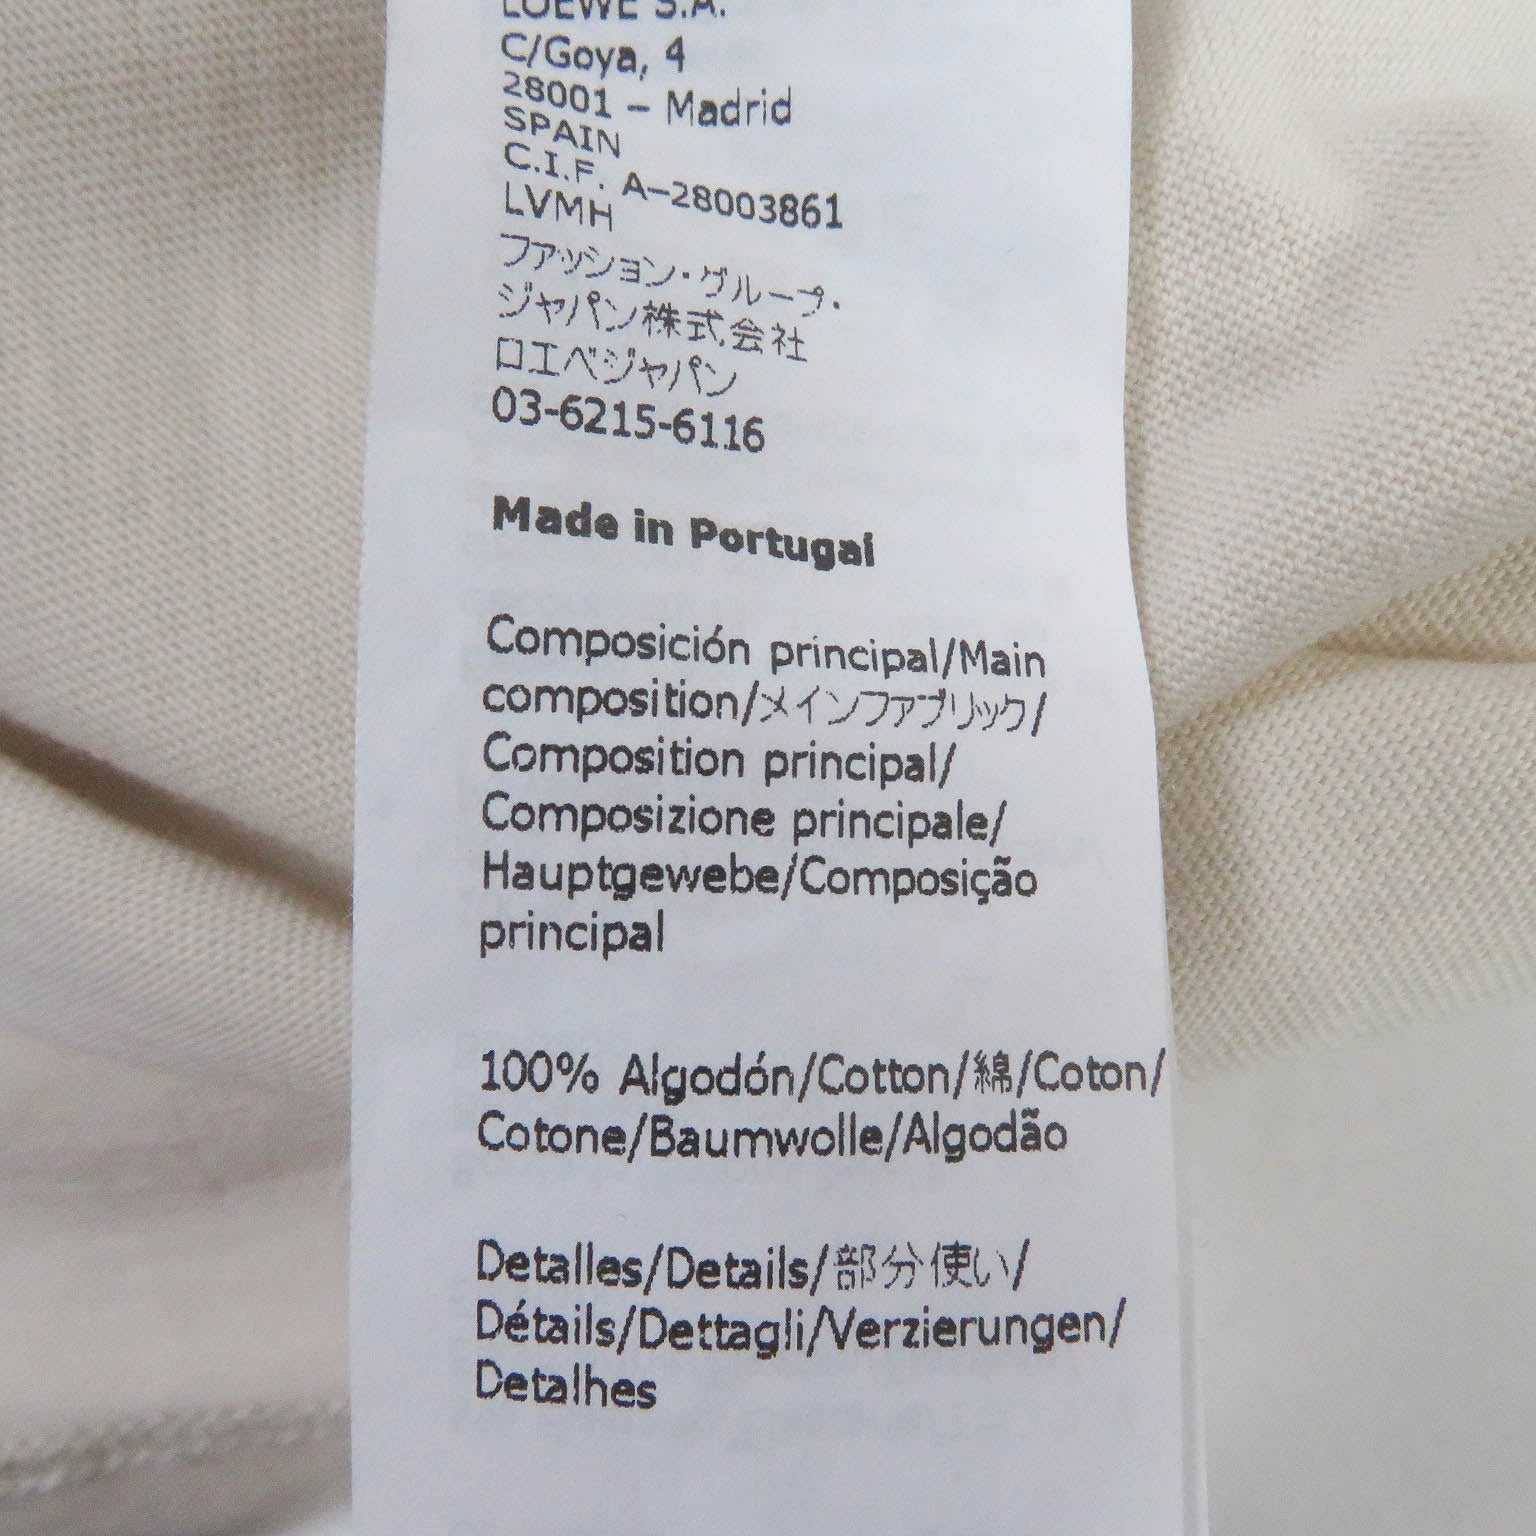 LOEWE S.A.
C/Goya, 4
28001 – Madrid
SPAIN
C.I.F. A-28003861
LVMH
ファッション・グループ・
ジャパン株式会社
ロエベジャパン
03-6215-6116
Made in Portugal
Composición principal/Main
composition/メインファブリック/
Composition principal/
Composizione principale/
Hauptgewebe/Composição
principal
100% Algodón/Cotton/綿/Coton/
Cotone/Baumwolle/Algodão
Detalles/Details/部分使い/
Détails/Dettagli/Verzierungen/
Detalhes